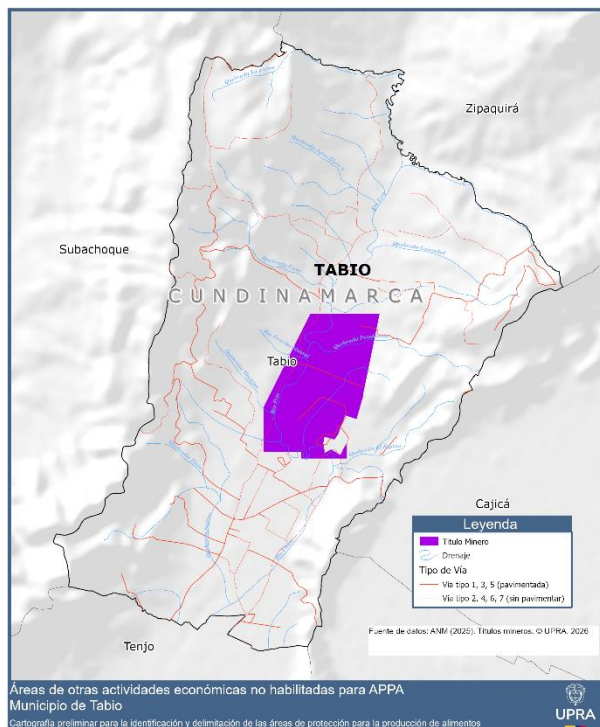 Zipaquirá
Subachoque
TABIO
CUNDINAMARCA
Tabio
Río Frío
Cajicá
Tenjo
Leyenda
Título Minero
Drenaje
Tipo de Vía
Vía tipo 1, 3, 5 (pavimentada)
Vía tipo 2, 4, 6, 7 (sin pavimentar)
Fuente de datos: ANM (2025). Títulos mineros. © UPRA. 2026
Áreas de otras actividades económicas no habilitadas para APPA
Municipio de Tabio
Cartografía preliminar para la identificación y delimitación de las áreas de protección para la producción de alimentos
UPRA